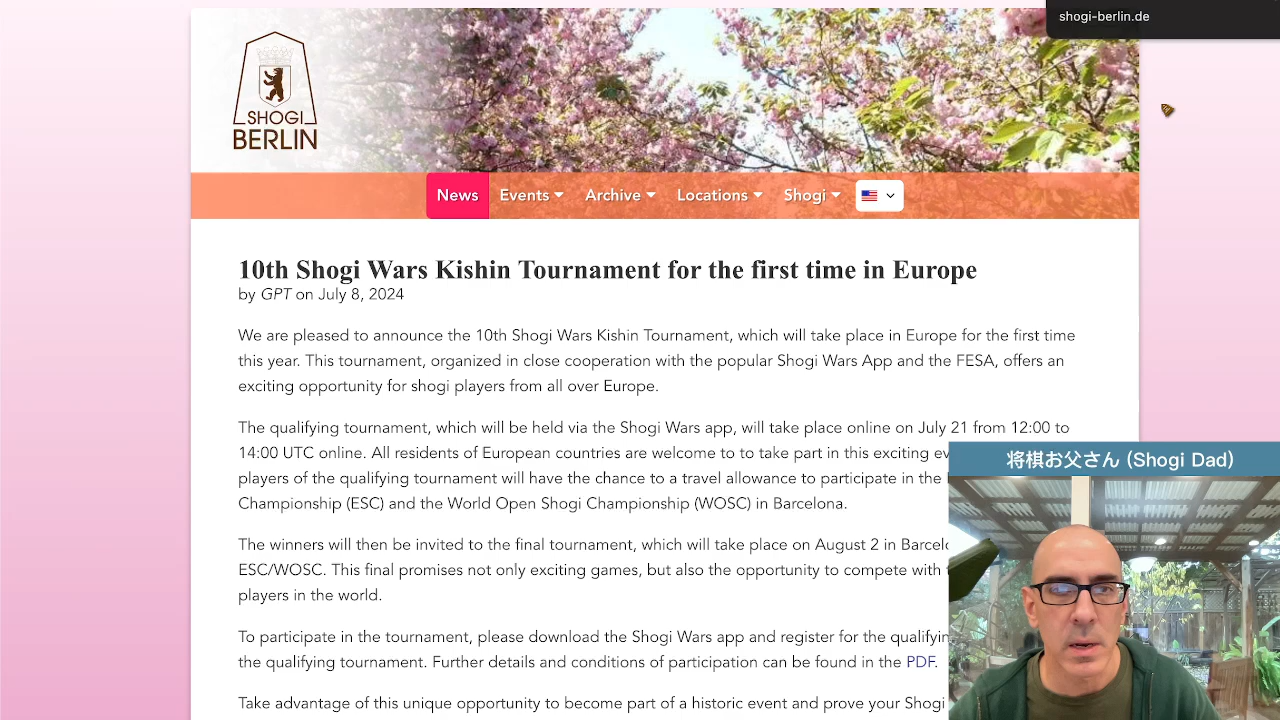 shogi-berlin.de
SHOGI
BERLIN
News Events Archive Locations Shogi
10th Shogi Wars Kishin Tournament for the first time in Europe
by GPT on July 8, 2024
We are pleased to announce the 10th Shogi Wars Kishin Tournament, which will take place in Europe for the first time
this year. This tournament, organized in close cooperation with the popular Shogi Wars App and the FESA, offers an
exciting opportunity for shogi players from all over Europe.
The qualifying tournament, which will be held via the Shogi Wars app, will take place online on July 21 from 12:00 to
14:00 UTC online. All residents of European countries are welcome to to take part in this exciting
players of the qualifying tournament will have the chance to a travel allowance to participate in the
Championship (ESC) and the World Open Shogi Championship (WOSC) in Barcelona.
The winners will then be invited to the final tournament, which will take place on August 2 in
ESC/WOSC. This final promises not only exciting games, but also the opportunity to compete with
players in the world.
To participate in the tournament, please download the Shogi Wars app and register for the
the qualifying tournament. Further details and conditions of participation can be found in the PDF.
Take advantage of this unique opportunity to become part of a historic event and prove your Shogi
将棋お父さん (Shogi Dad)